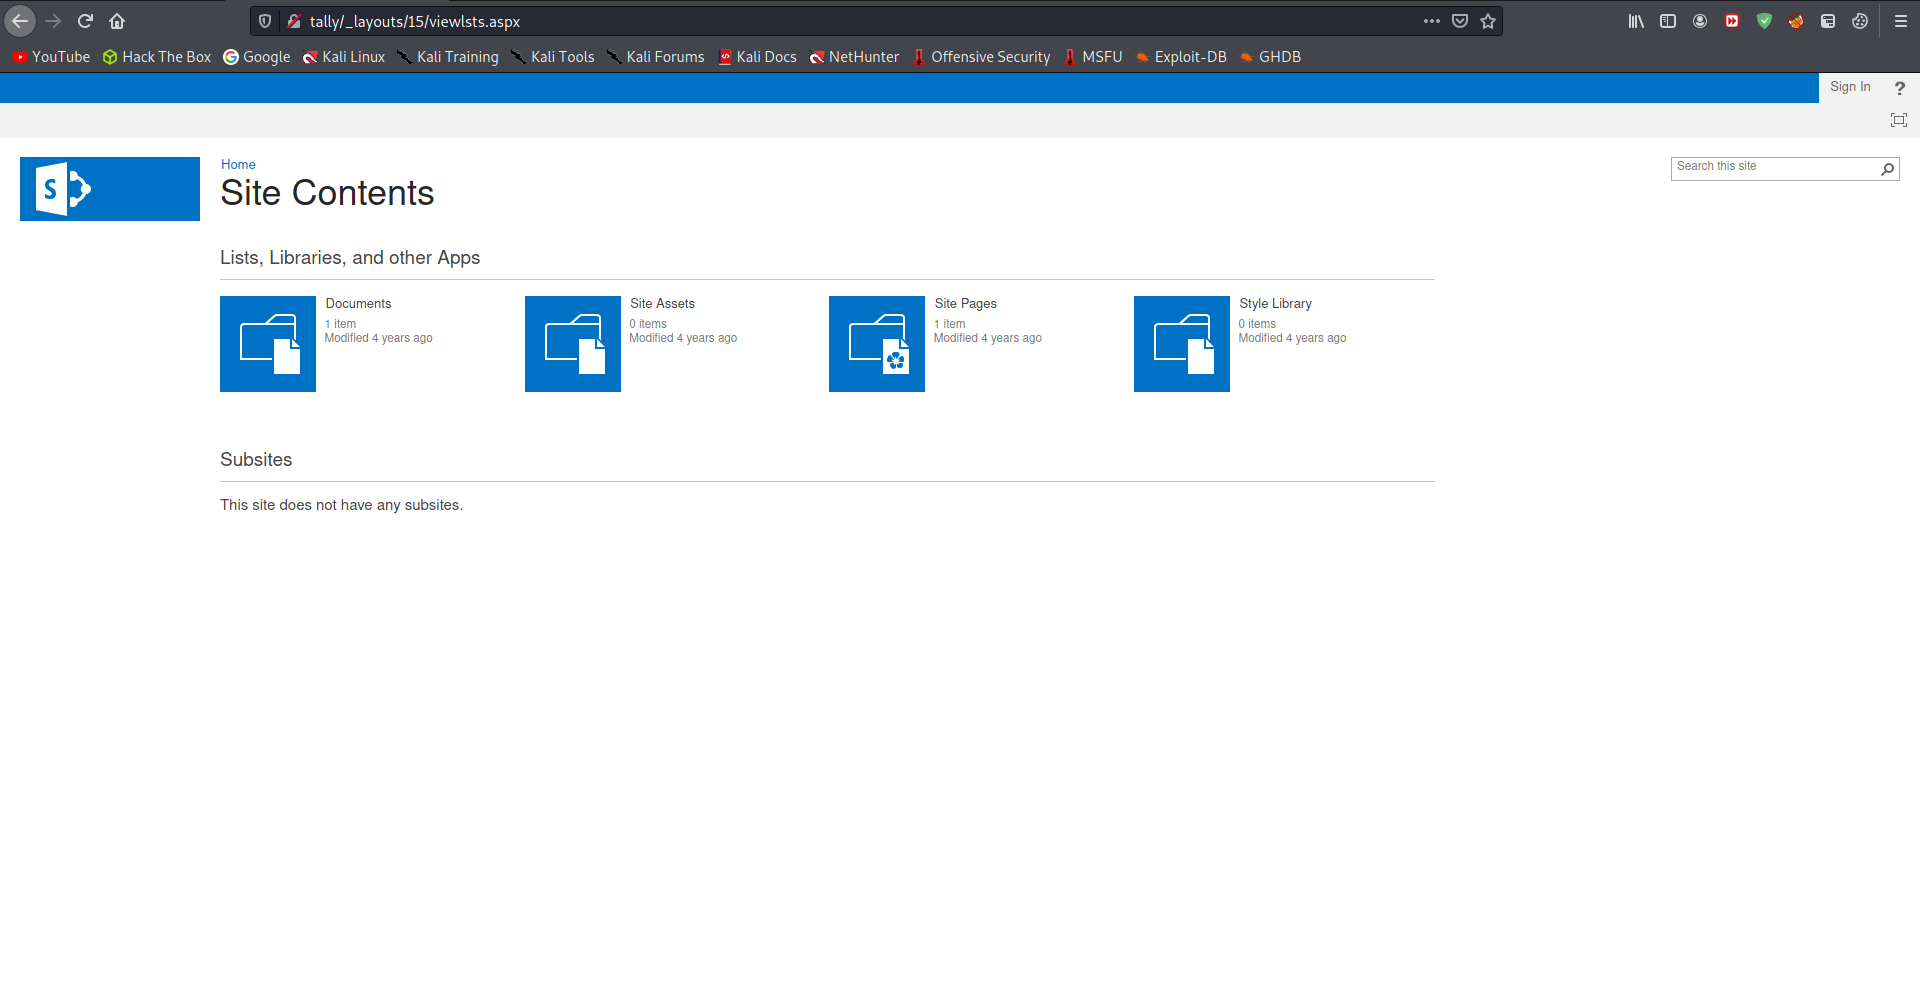 tally/_layouts/15/viewlsts.aspx
YouTube Hack The Box Google Kali Linux Kali Training Kali Tools Kali Forums Kali Docs NetHunter Offensive Security MSFU Exploit-DB GHDB
Sign In ?
S
Home
Site Contents
Search this site
Lists, Libraries, and other Apps
Documents
1 item
Modified 4 years ago
Site Assets
0 items
Modified 4 years ago
Site Pages
1 item
Modified 4 years ago
Style Library
0 items
Modified 4 years ago
Subsites
This site does not have any subsites.